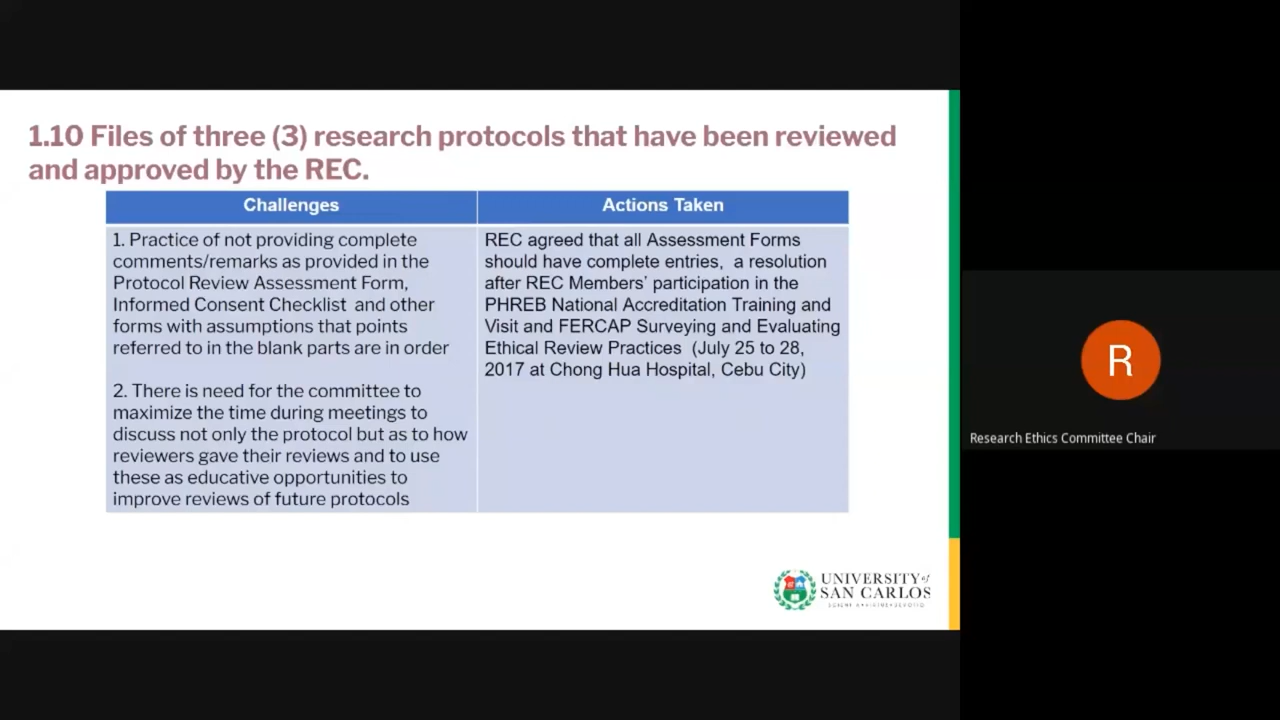 1.10 Files of three (3) research protocols that have been reviewed
and approved by the REC.
Challenges
Actions Taken
1. Practice of not providing complete
comments/remarks as provided in the
Protocol Review Assessment Form,
Informed Consent Checklist and other
forms with assumptions that points
referred to in the blank parts are in order
2. There is need for the committee to
maximize the time during meetings to
discuss not only the protocol but as to how
reviewers gave their reviews and to use
these as educative opportunities to
improve reviews of future protocols
REC agreed that all Assessment Forms
should have complete entries, a resolution
after REC Members' participation in the
PHREB National Accreditation Training and
Visit and FERCAP Surveying and Evaluating
Ethical Review Practices (July 25 to 28,
2017 at Chong Hua Hospital, Cebu City)
UNIVERSITY of
SAN CARLOS
R
Research Ethics Committee Chair